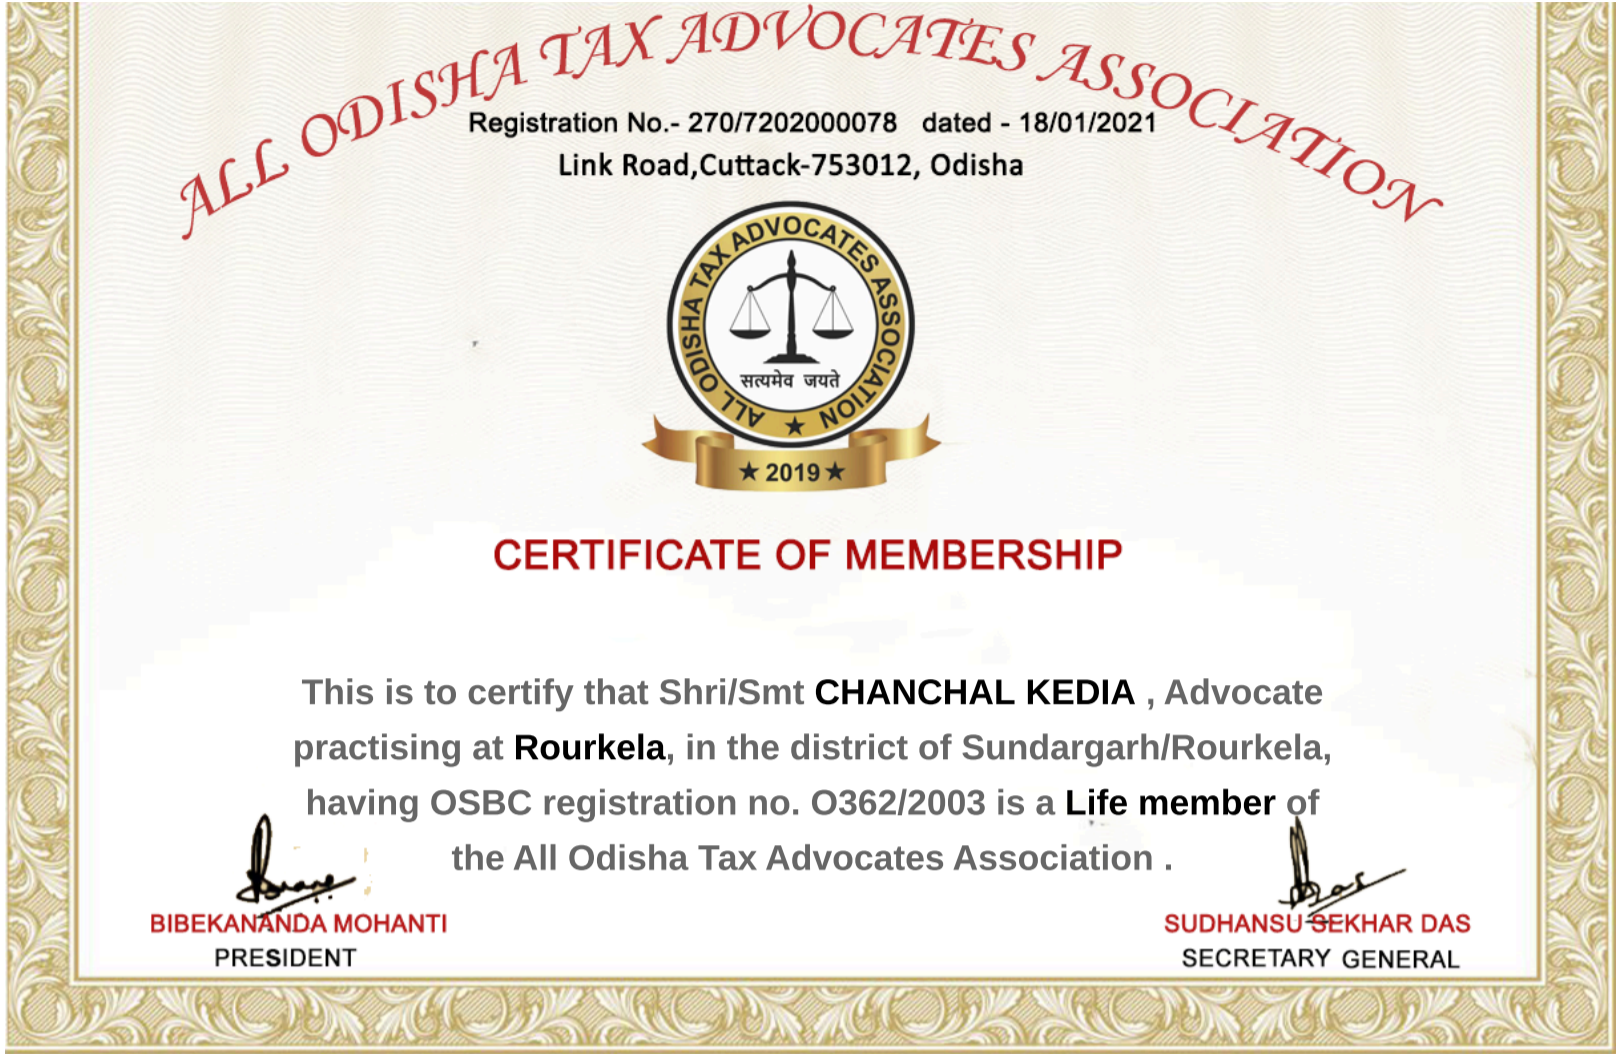 ALL ODISHA TAX ADVOCATES ASSOCIATION
Registration No.- 270/7202000078 dated - 18/01/2021
Link Road,Cuttack-753012, Odisha
ALL ODISHA TAX ADVOCATES ASSOCIATION
सत्यमेव जयते
★ 2019 ★
CERTIFICATE OF MEMBERSHIP
This is to certify that Shri/Smt CHANCHAL KEDIA , Advocate
practising at Rourkela, in the district of Sundargarh/Rourkela,
having OSBC registration no. O362/2003 is a Life member of
the All Odisha Tax Advocates Association .
BIBEKANANDA MOHANTI
PRESIDENT
SUDHANSU SEKHAR DAS
SECRETARY GENERAL